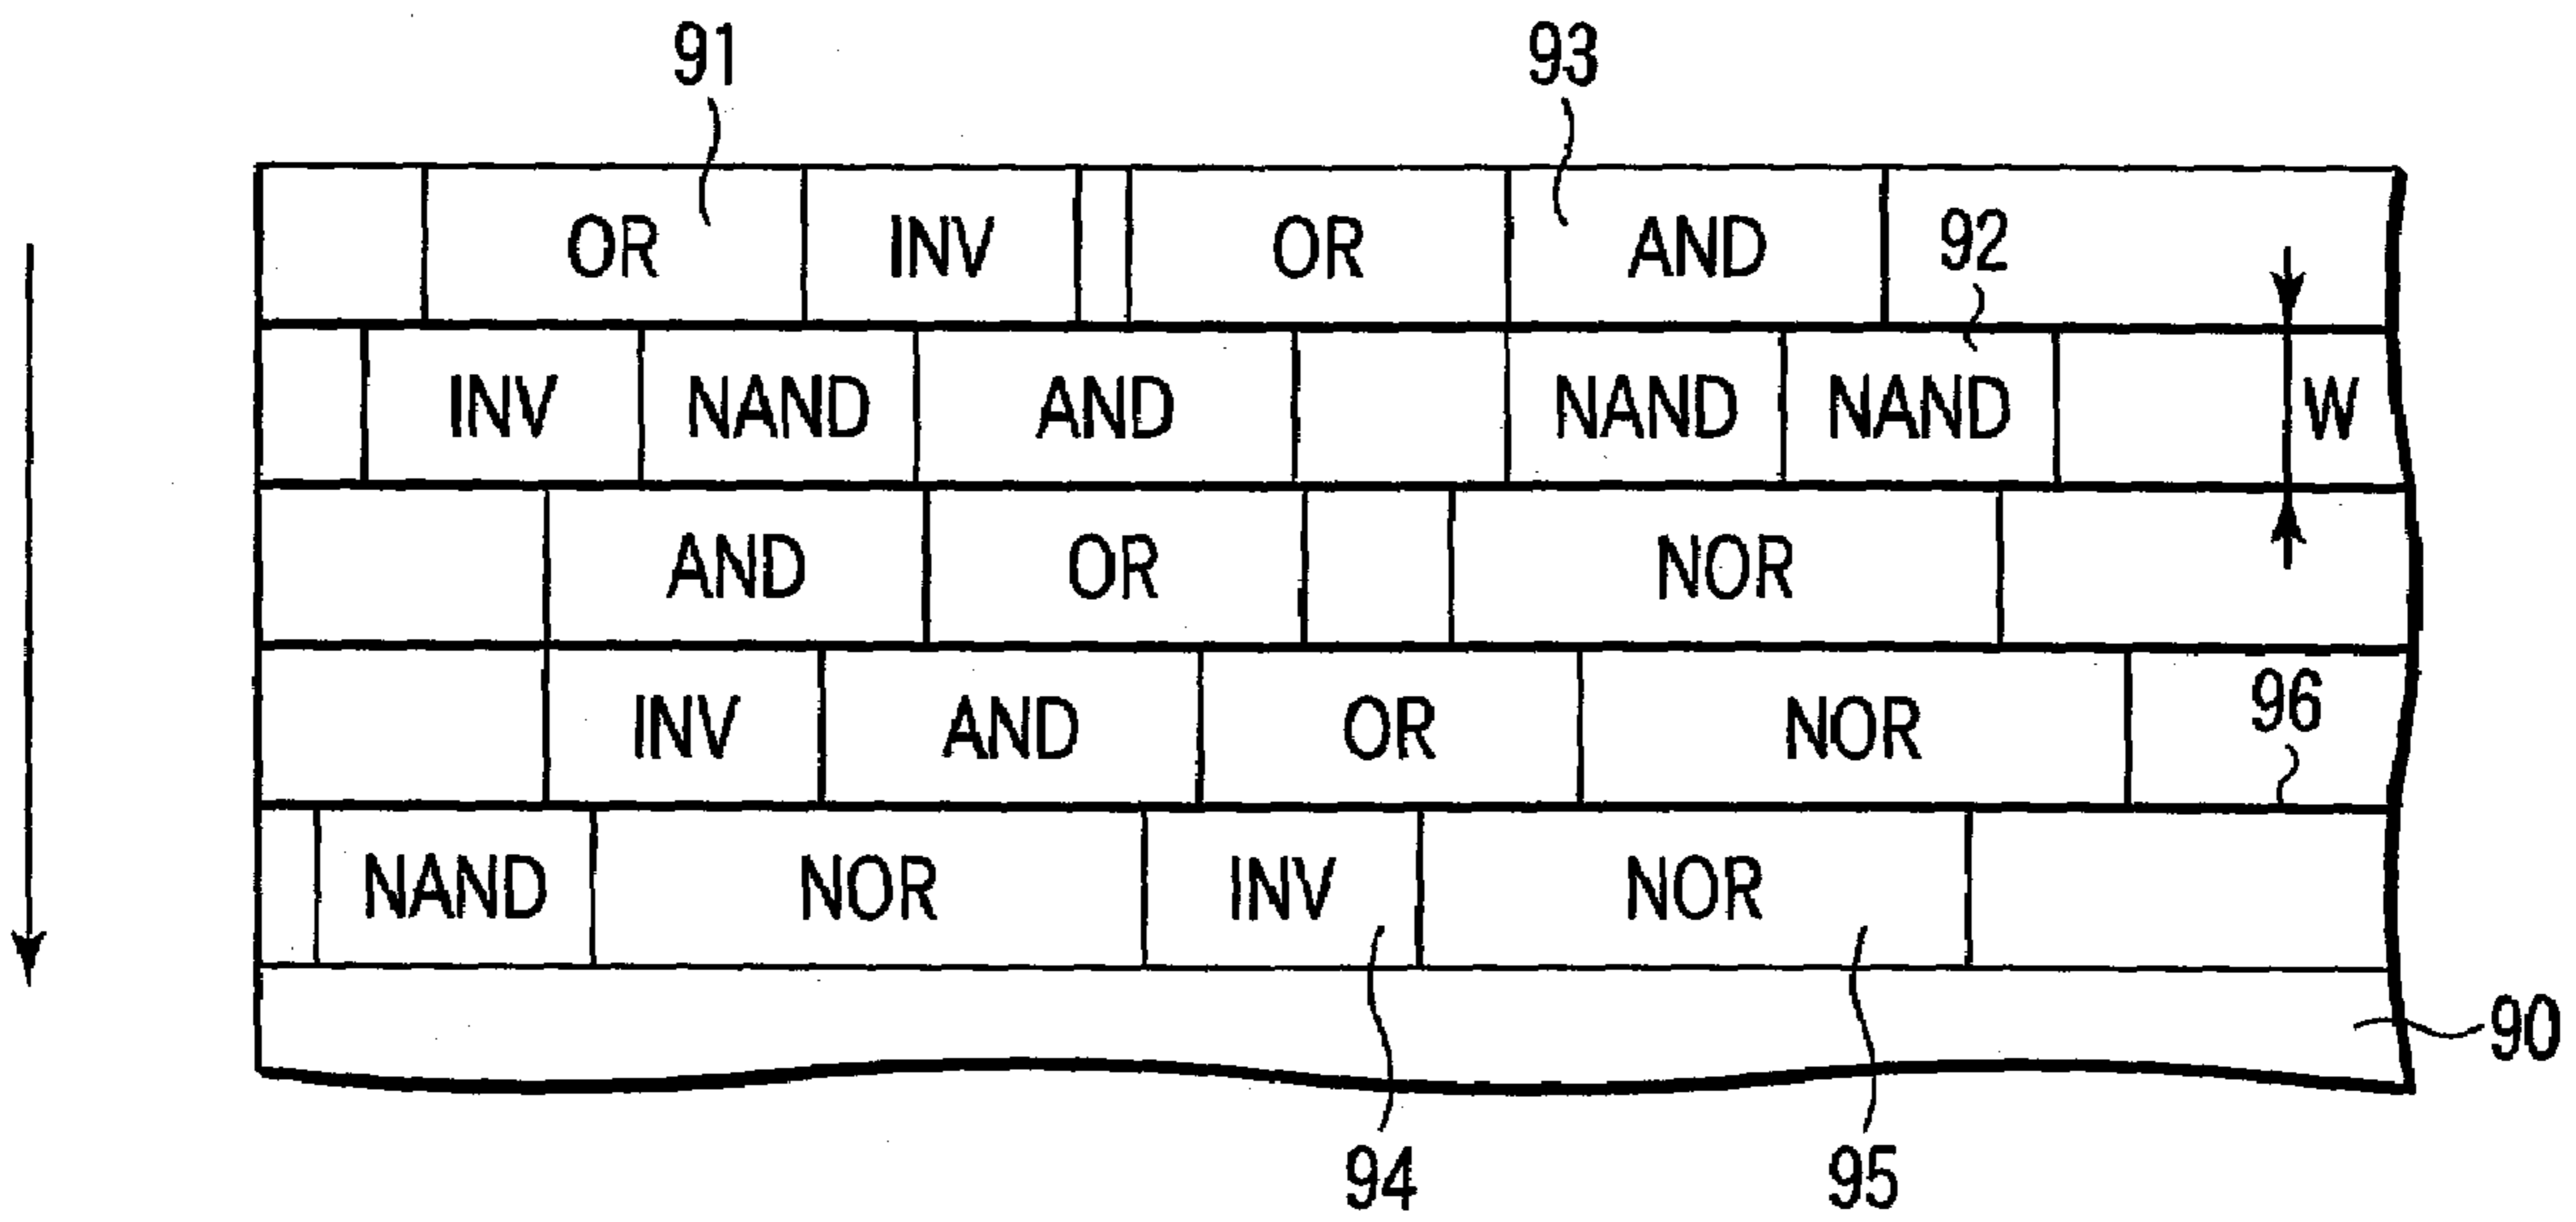 91 93
OR INV OR AND 92
INV NAND AND NAND NAND W
AND OR NOR
INV AND OR NOR 96
NAND NOR INV NOR
90
94 95